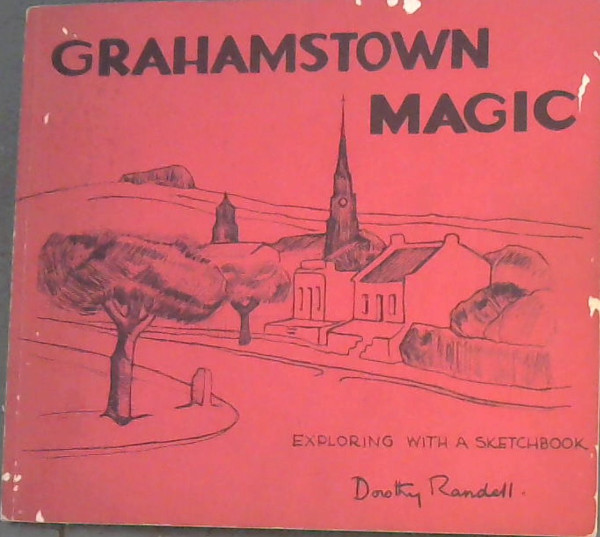 GRAHAMSTOWN
MAGIC
EXPLORING WITH A SKETCHBOOK
Dorothy Randell.